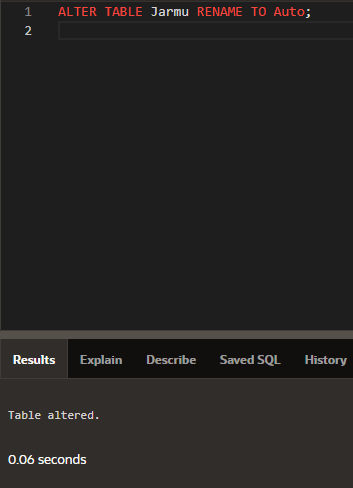 1 ALTER TABLE Jarmu RENAME TO Auto;
2
Results Explain Describe Saved SQL History
Table altered.
0.06 seconds